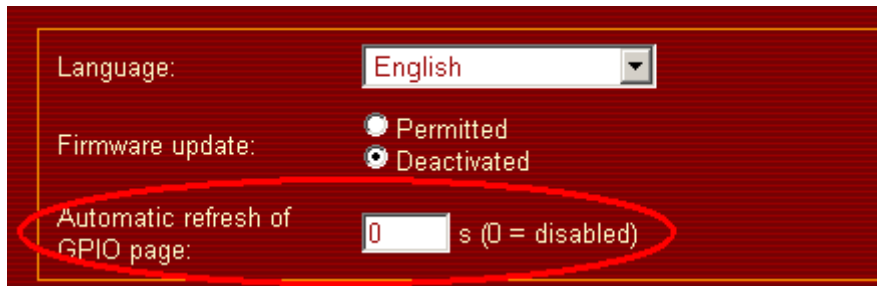 Language: English
Firmware update: Permitted
Deactivated
Automatic refresh of
GPIO page: 0 s (0 = disabled)